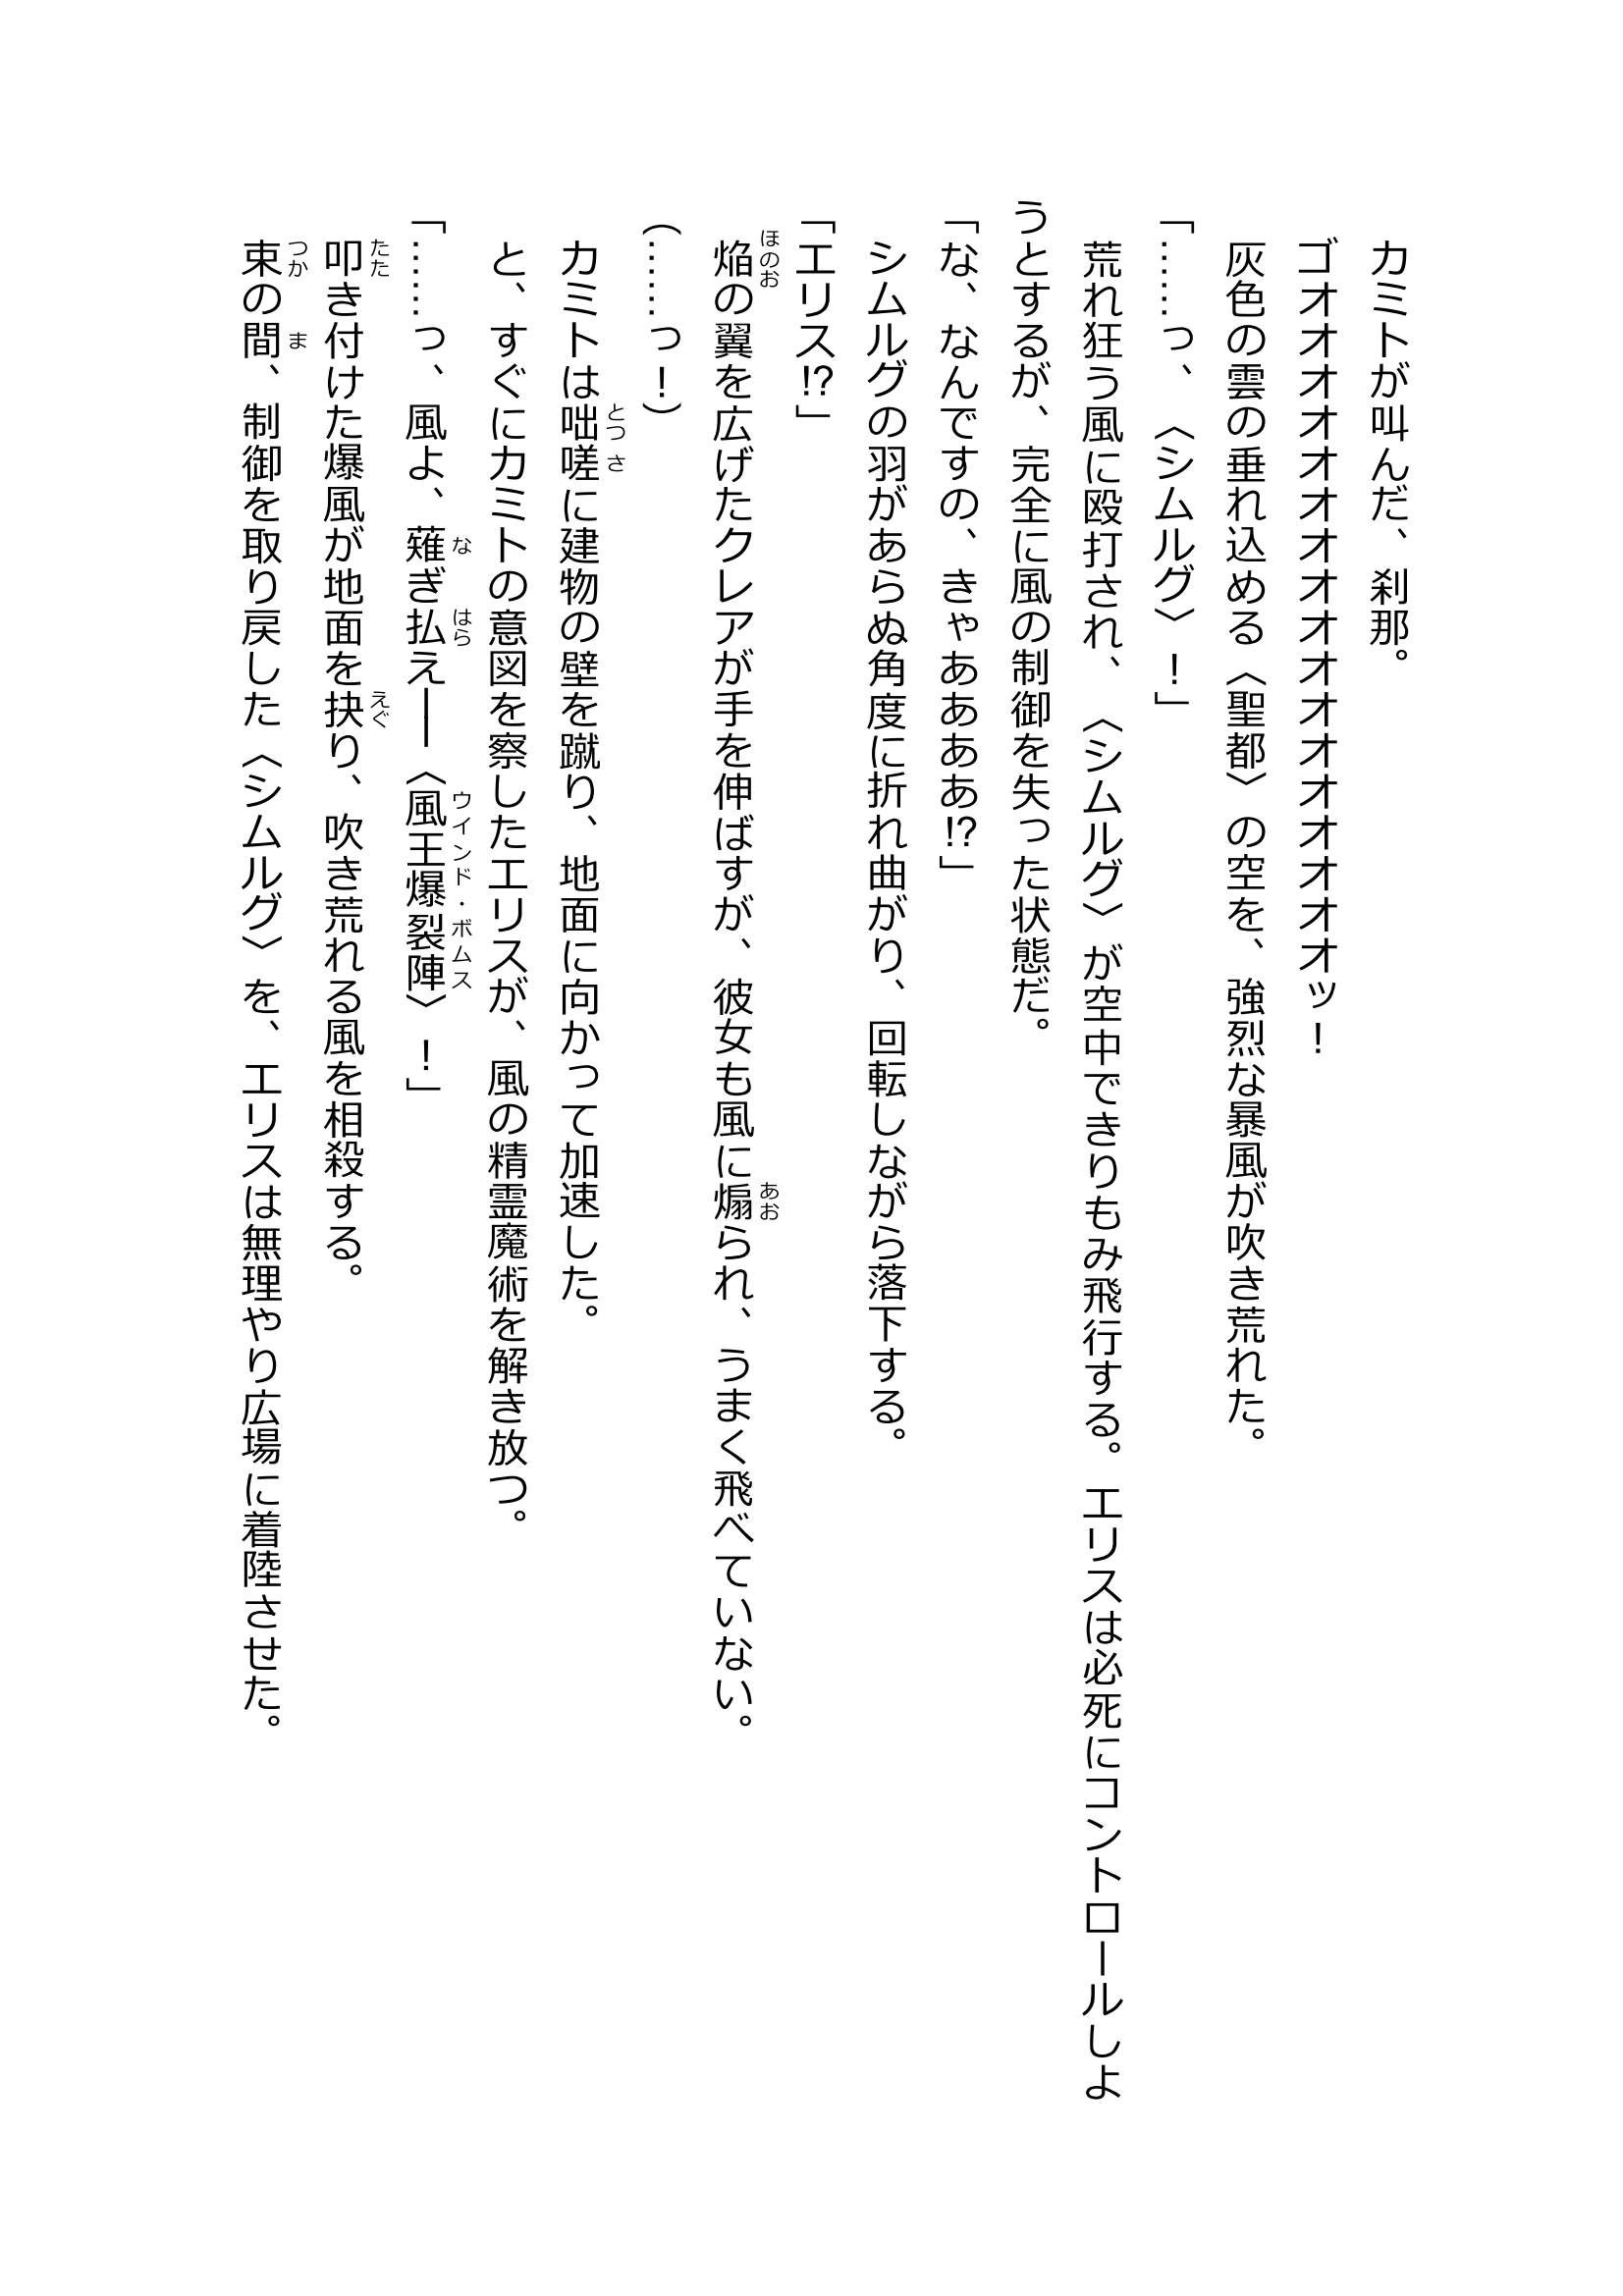 カミトが叫んだ、刹那。
ゴオオオオオオオオオオオオオオオオオッ！
灰色の雲の垂れ込める〈聖都〉の空を、強烈な暴風が吹き荒れた。
「……っ、〈シムルグ〉！」
荒れ狂う風に殴打され、〈シムルグ〉が空中できりもみ飛行する。エリスは必死にコントロールしよ
うとするが、完全に風の制御を失った状態だ。
「な、なんですの、きゃああああ⁉」
シムルグの羽があらぬ角度に折れ曲がり、回転しながら落下する。
「エリス⁉」
焔の翼を広げたクレアが手を伸ばすが、彼女も風に煽られ、うまく飛べていない。
（……っ！）
カミトは咄嗟に建物の壁を蹴り、地面に向かって加速した。
と、すぐにカミトの意図を察したエリスが、風の精霊魔術を解き放つ。
「……っ、風よ、薙ぎ払え──〈風王爆裂陣〉！」
叩き付けた爆風が地面を抉り、吹き荒れる風を相殺する。
束の間、制御を取り戻した〈シムルグ〉を、エリスは無理やり広場に着陸させた。